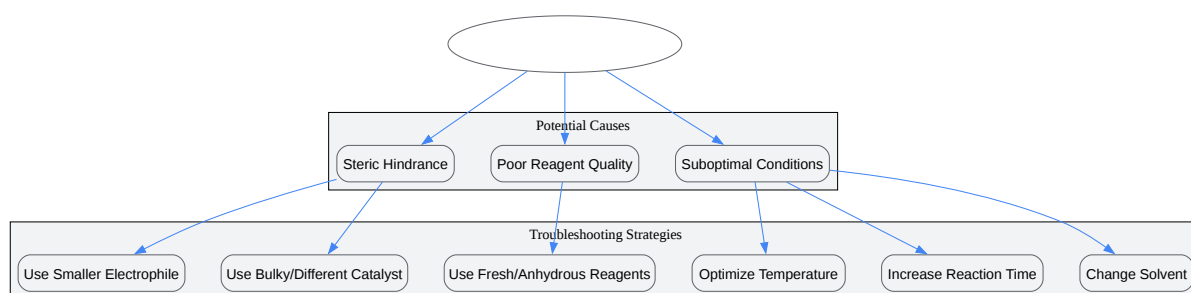 Potential Causes
Steric Hindrance
Poor Reagent Quality
Suboptimal Conditions
Troubleshooting Strategies
Use Smaller Electrophile
Use Bulky/Different Catalyst
Use Fresh/Anhydrous Reagents
Optimize Temperature
Increase Reaction Time
Change Solvent